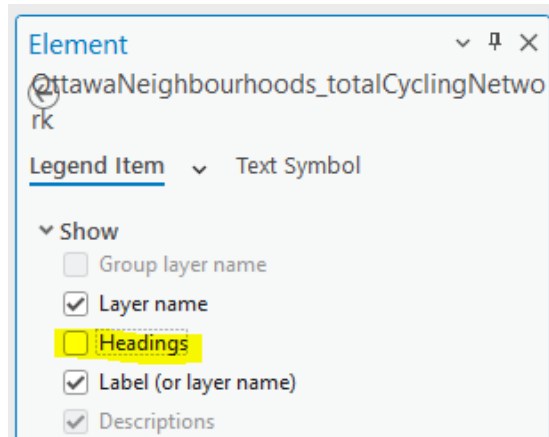 Element
OttawaNeighbourhoods_totalCyclingNetwo
rk
Legend Item Text Symbol
Show
Group layer name
Layer name
Headings
Label (or layer name)
Descriptions